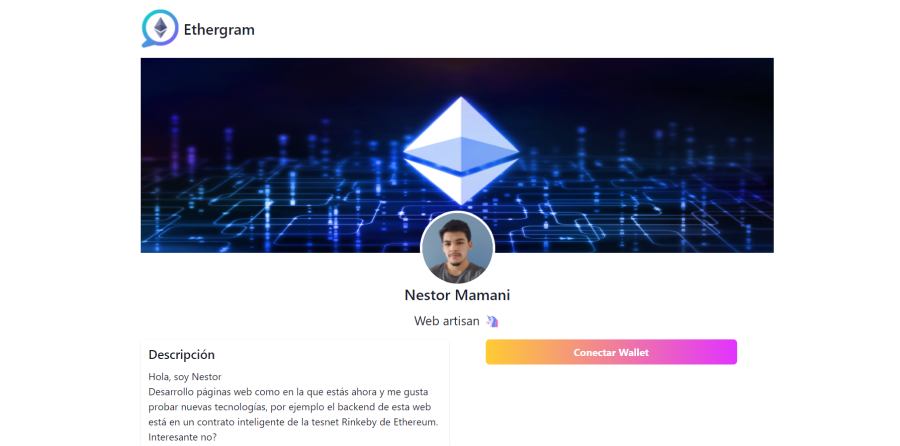 Ethergram
Nestor Mamani
Web artisan 🦄
Descripción
Hola, soy Nestor
Desarrollo páginas web como en la que estás ahora y me gusta
probar nuevas tecnologías, por ejemplo el backend de esta web
está en un contrato inteligente de la tesnet Rinkeby de Ethereum.
Interesante no?
Conectar Wallet